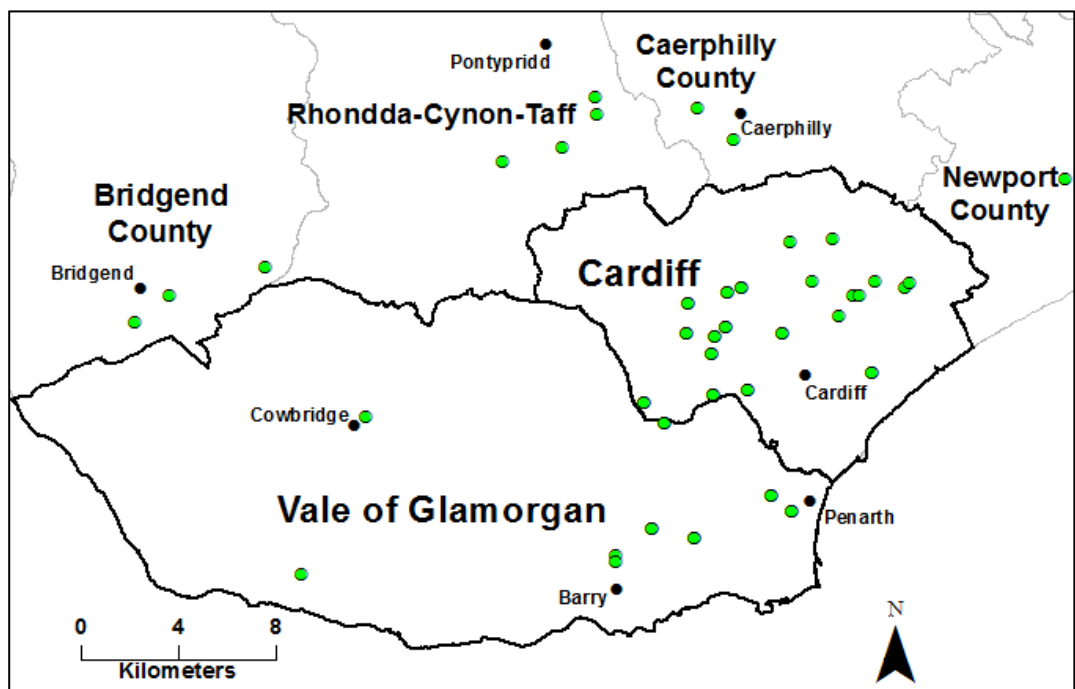 Pontypridd
Caerphilly
County
Rhondda-Cynon-Taff
Caerphilly
Bridgend
County
Newport
County
Bridgend
Cardiff
Cardiff
Cowbridge
Vale of Glamorgan
Penarth
Barry
N
0 4 8
Kilometers